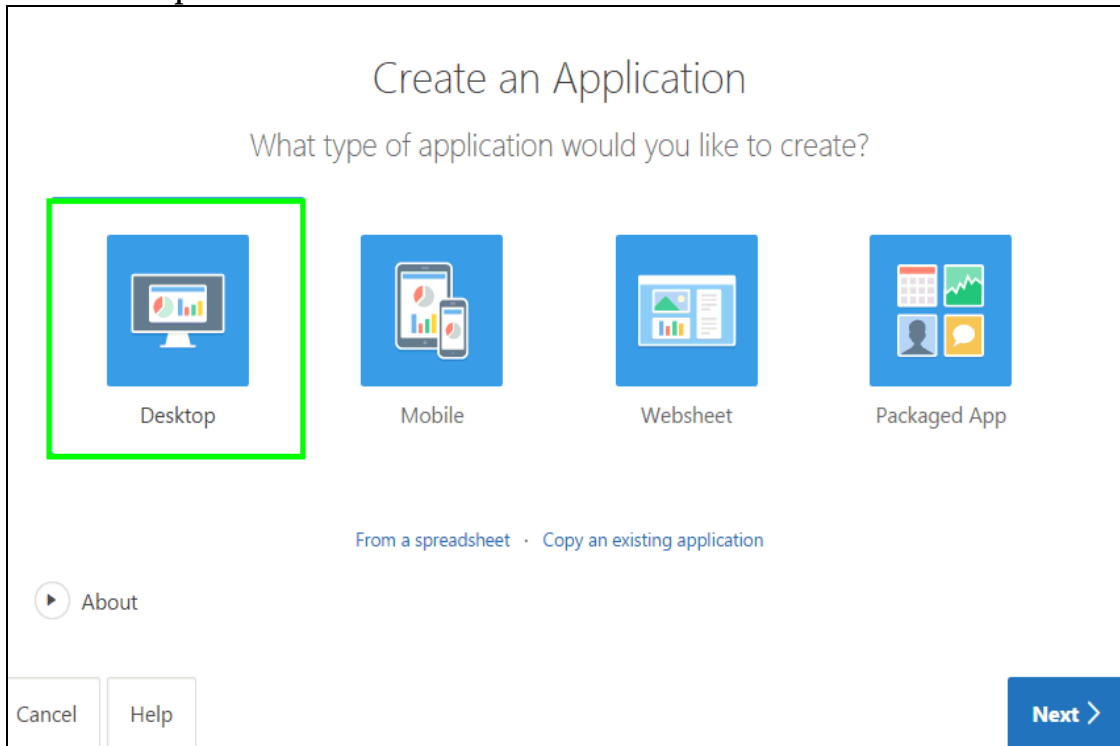 Create an Application
What type of application would you like to create?
Desktop
Mobile
Websheet
Packaged App
From a spreadsheet · Copy an existing application
About
Cancel
Help
Next